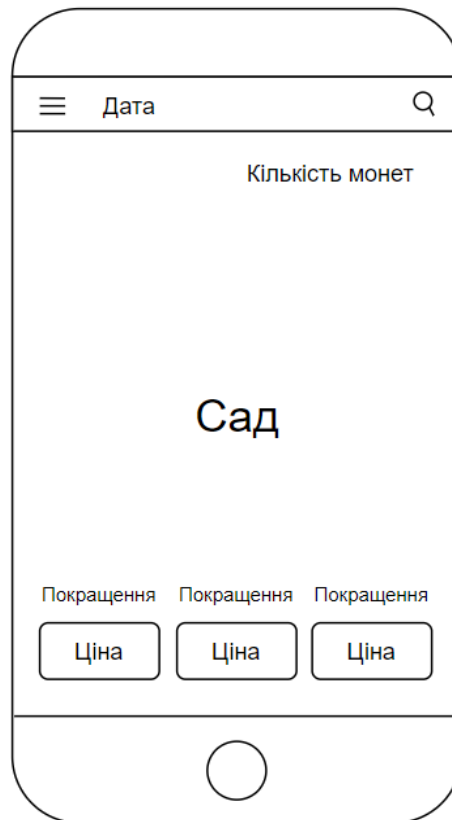 Дата
Кількість монет
Сад
Покращення Покращення Покращення
Ціна Ціна Ціна